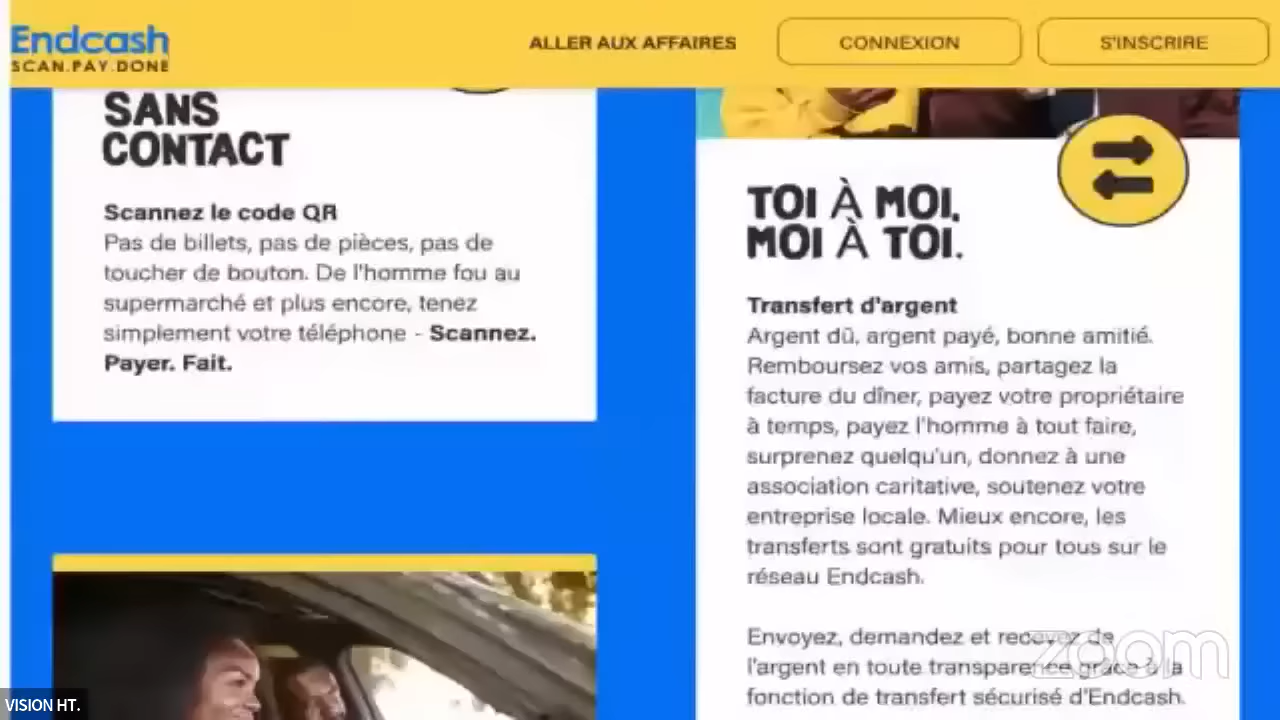 Endcash
SCAN.PAY.DONE
ALLER AUX AFFAIRES
CONNEXION
S'INSCRIRE
SANS
CONTACT
Scannez le code QR
Pas de billets, pas de pièces, pas de
toucher de bouton. De l'homme fou au
supermarché et plus encore, tenez
simplement votre téléphone - Scannez.
Payer. Fait.
TOI À MOI,
MOI À TOI.
Transfert d'argent
Argent dû, argent payé, bonne amitié.
Remboursez vos amis, partagez la
facture du dîner, payez votre propriétaire
à temps, payez l'homme à tout faire,
surprenez quelqu'un, donnez à une
association caritative, soutenez votre
entreprise locale. Mieux encore, les
transferts sont gratuits pour tous sur le
réseau Endcash.
Envoyez, demandez et recevez de
l'argent en toute transparence grâce à la
fonction de transfert sécurisé d'Endcash.
zoom
VISION HT.